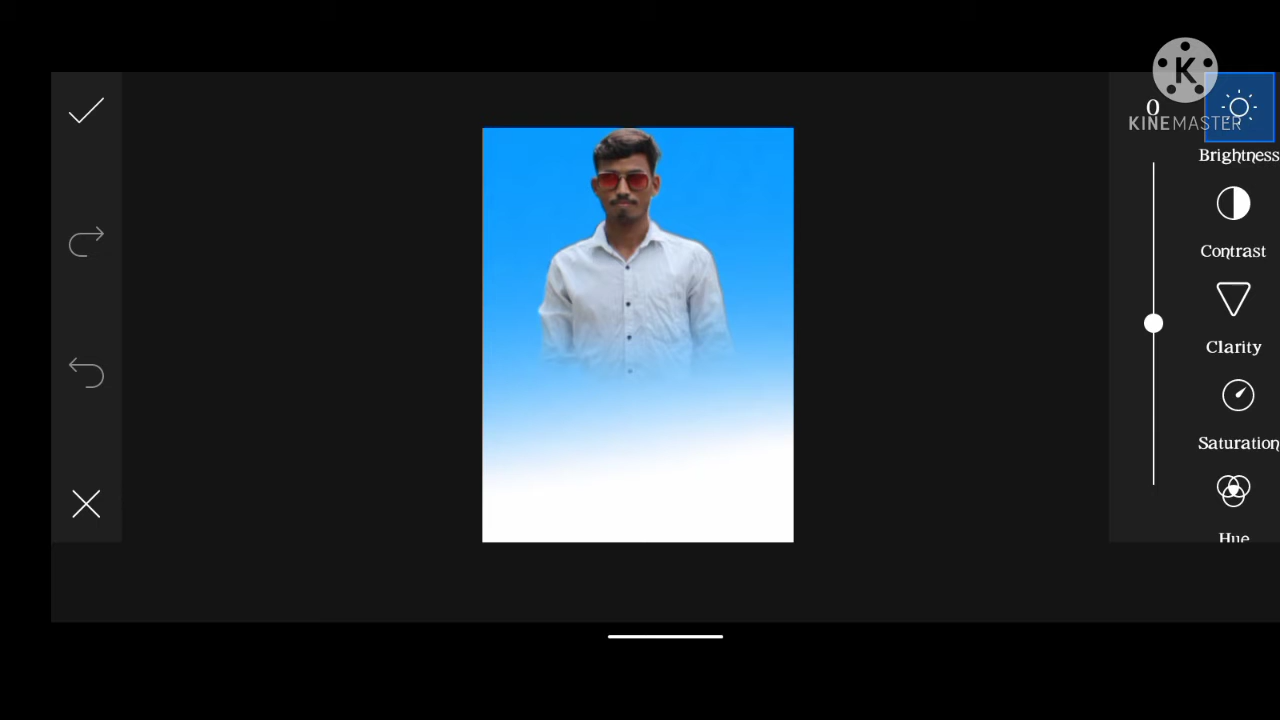 0
KINEMASTER
Brightness
Contrast
Clarity
Saturation
Hue